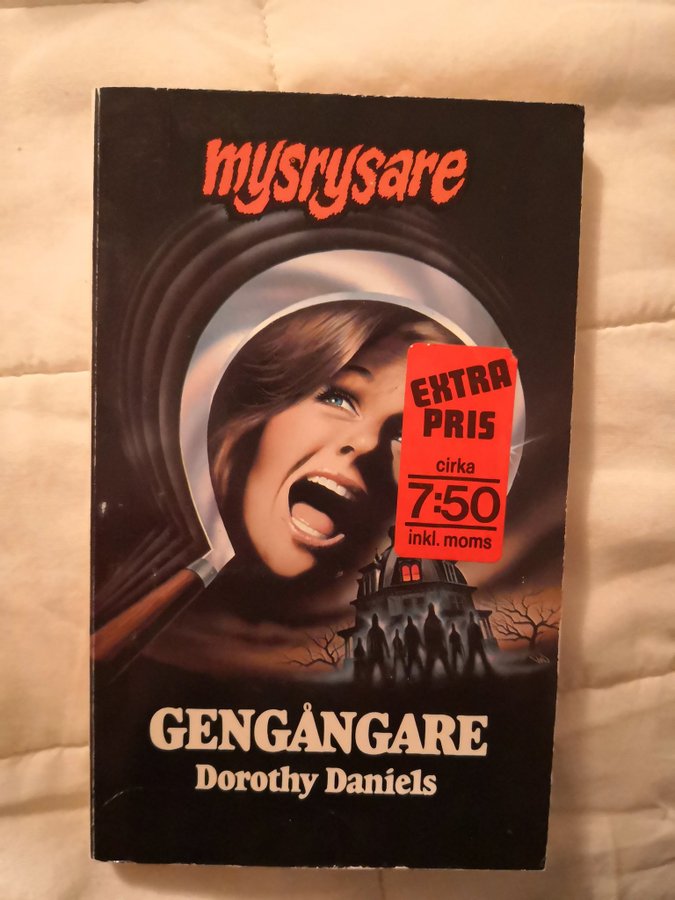 mysrysare
EXTRA
PRIS
cirka
7:50
inkl. moms
GENGÅNGARE
Dorothy Daniels